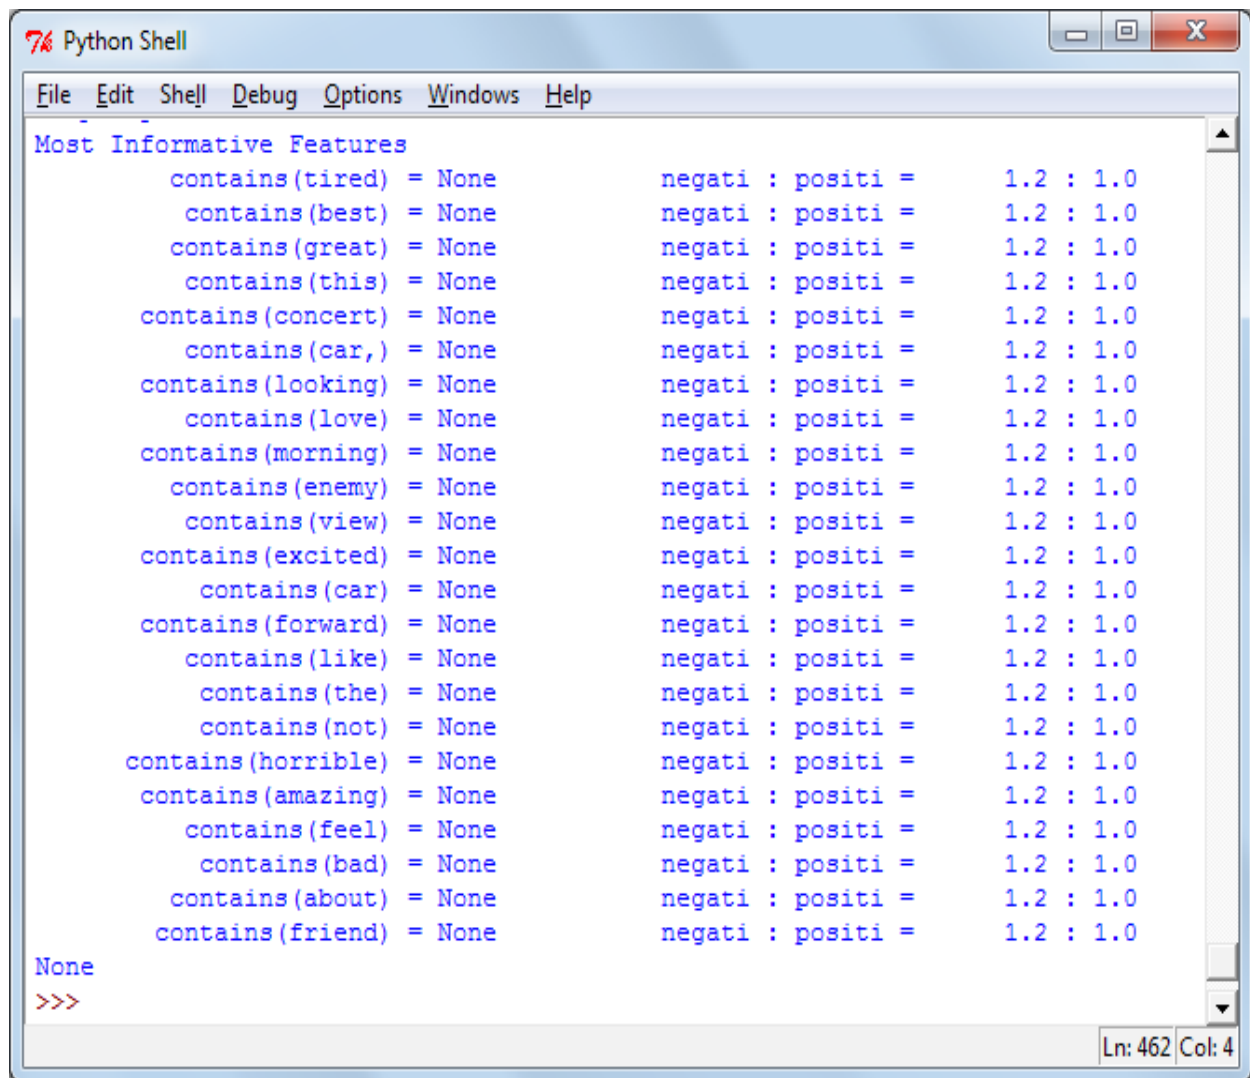 Python Shell
File Edit Shell Debug Options Windows Help
Most Informative Features
contains(tired) = None negati : positi = 1.2 : 1.0
contains(best) = None negati : positi = 1.2 : 1.0
contains(great) = None negati : positi = 1.2 : 1.0
contains(this) = None negati : positi = 1.2 : 1.0
contains(concert) = None negati : positi = 1.2 : 1.0
contains(car,) = None negati : positi = 1.2 : 1.0
contains(looking) = None negati : positi = 1.2 : 1.0
contains(love) = None negati : positi = 1.2 : 1.0
contains(morning) = None negati : positi = 1.2 : 1.0
contains(enemy) = None negati : positi = 1.2 : 1.0
contains(view) = None negati : positi = 1.2 : 1.0
contains(excited) = None negati : positi = 1.2 : 1.0
contains(car) = None negati : positi = 1.2 : 1.0
contains(forward) = None negati : positi = 1.2 : 1.0
contains(like) = None negati : positi = 1.2 : 1.0
contains(the) = None negati : positi = 1.2 : 1.0
contains(not) = None negati : positi = 1.2 : 1.0
contains(horrible) = None negati : positi = 1.2 : 1.0
contains(amazing) = None negati : positi = 1.2 : 1.0
contains(feel) = None negati : positi = 1.2 : 1.0
contains(bad) = None negati : positi = 1.2 : 1.0
contains(about) = None negati : positi = 1.2 : 1.0
contains(friend) = None negati : positi = 1.2 : 1.0
None
>>>
Ln: 462 Col: 4